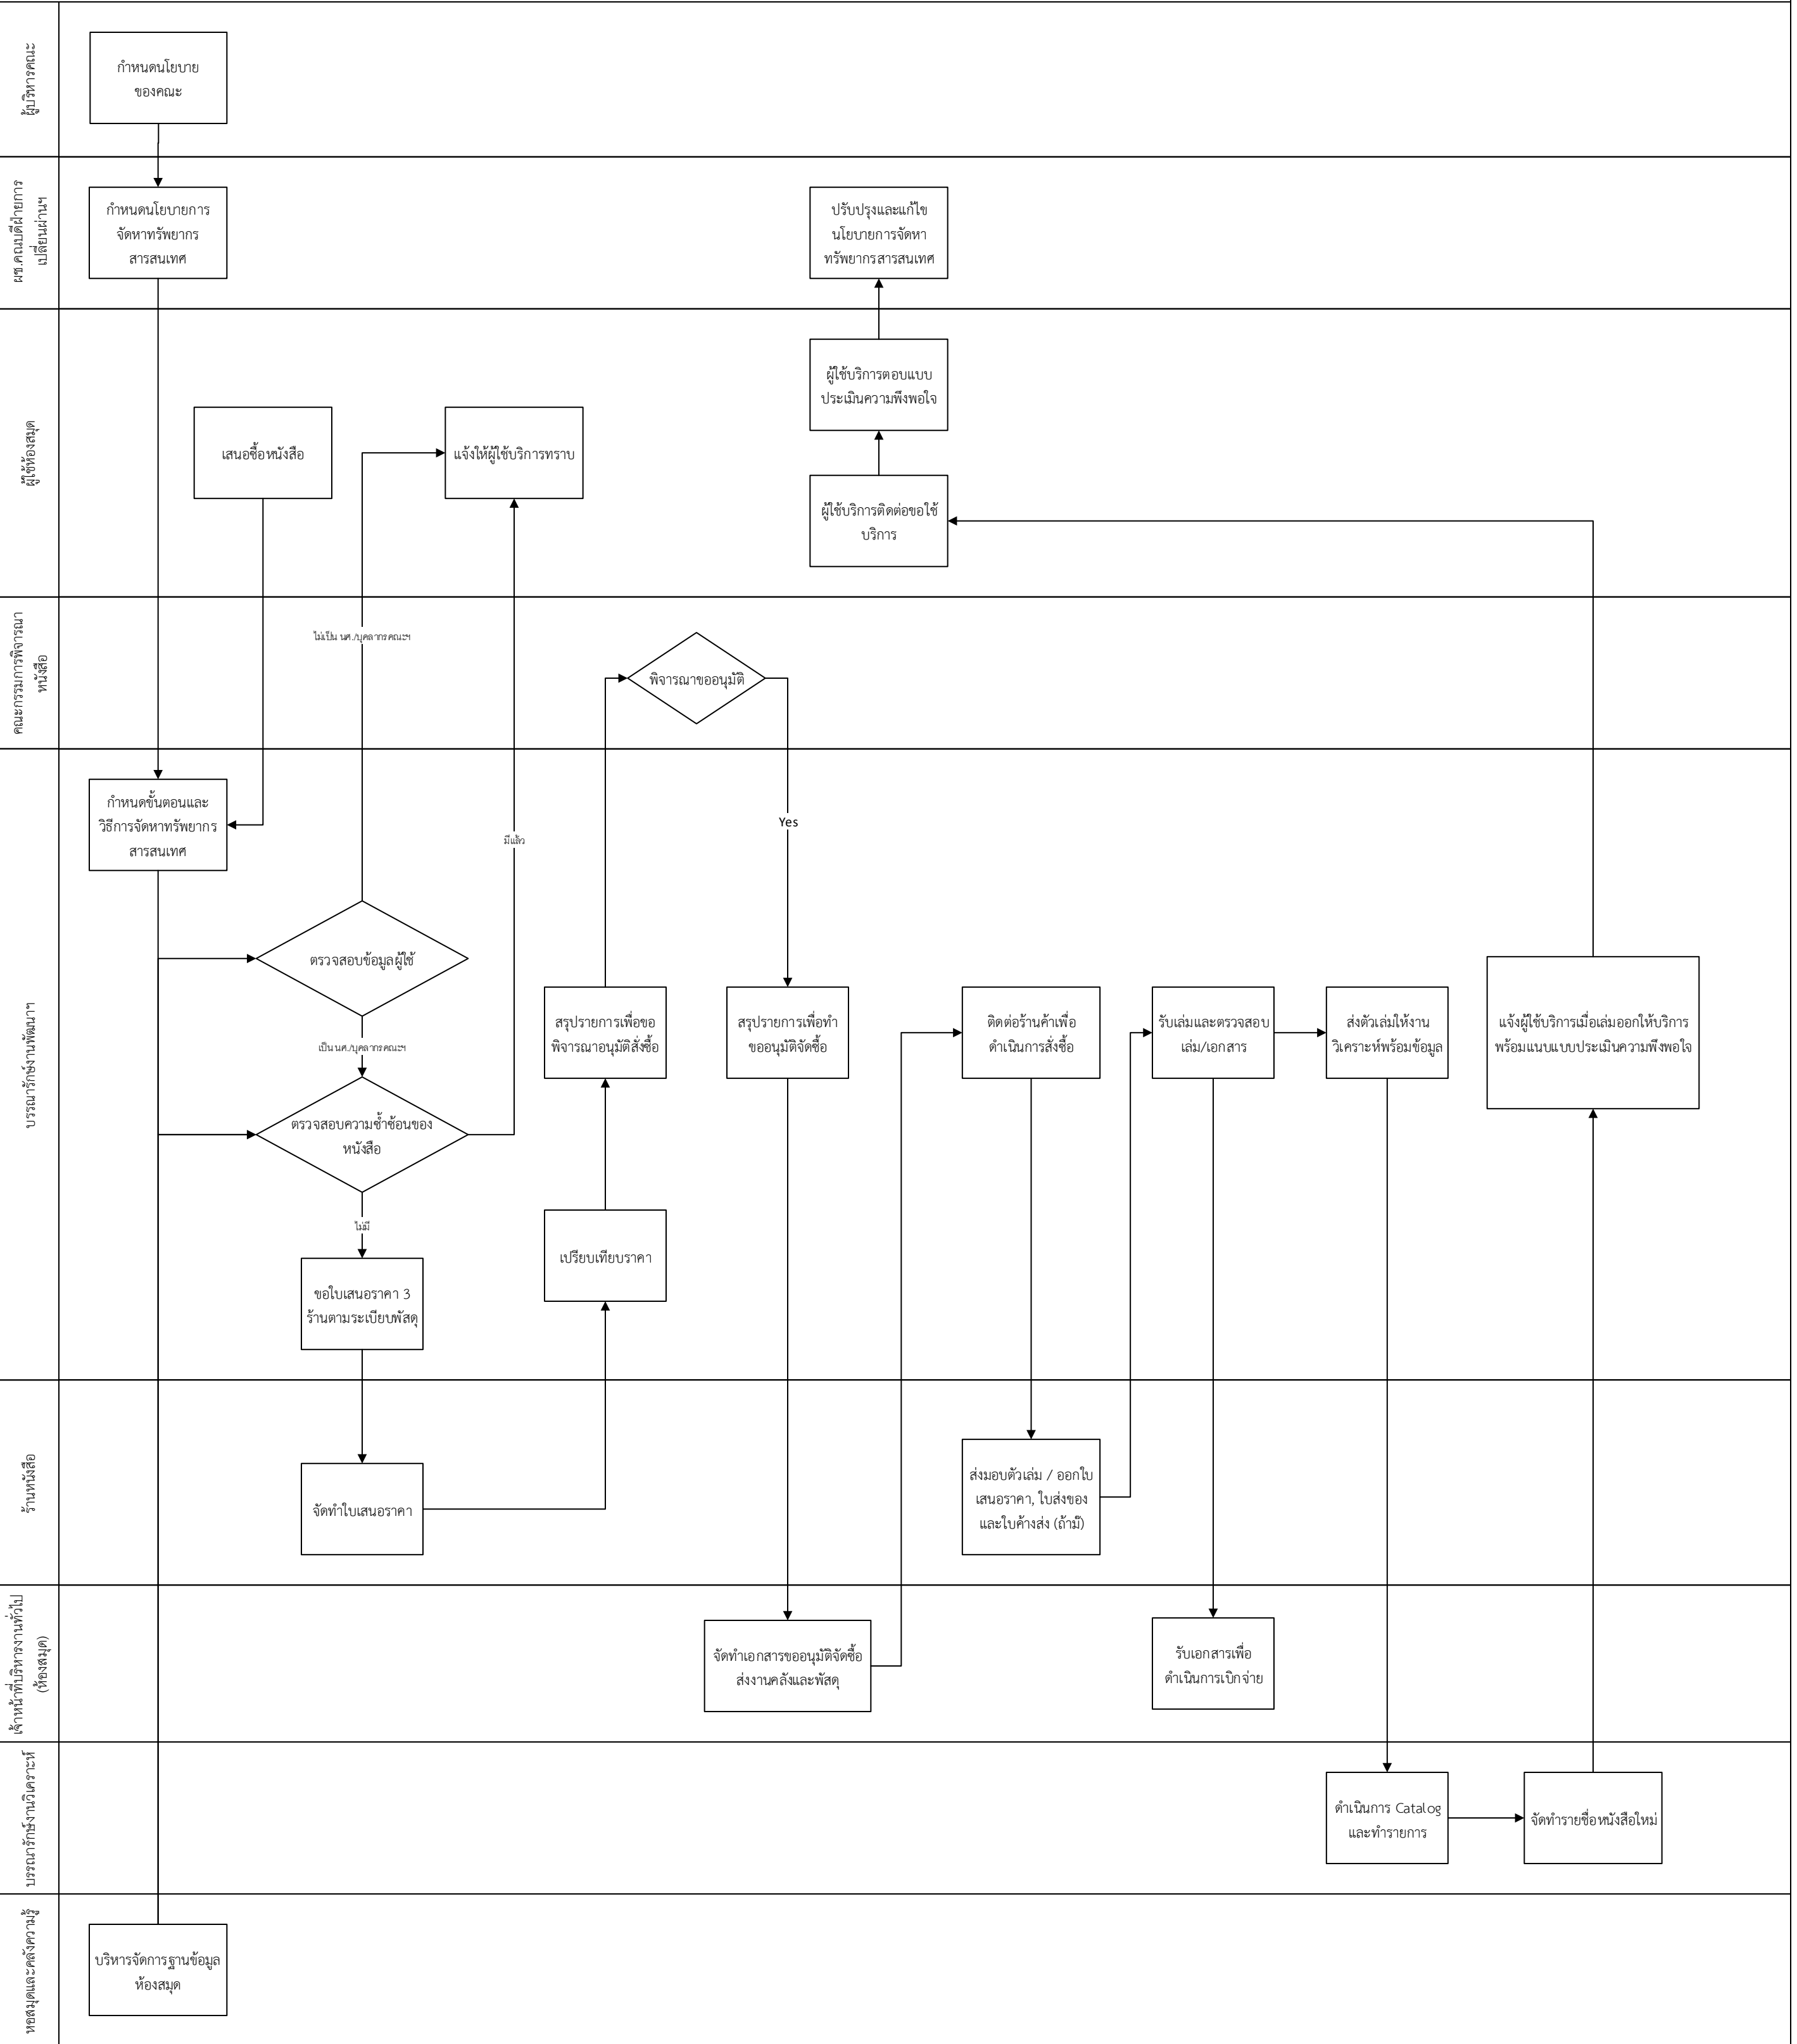 ผู้บริหารคณะ
กำหนดนโยบาย
ของคณะ
ผช.คณบดีฝ่ายการ
เปลี่ยนผ่านฯ
กำหนดนโยบายการ
จัดหาทรัพยากร
สารสนเทศ
ปรับปรุงและแก้ไข
นโยบายการจัดหา
ทรัพยากรสารสนเทศ
ผู้ใช้ห้องสมุด
เสนอซื้อหนังสือ
แจ้งให้ผู้ใช้บริการทราบ
ผู้ใช้บริการตอบแบบ
ประเมินความพึงพอใจ
ผู้ใช้บริการติดต่อขอใช้
บริการ
คณะกรรมการพิจารณา
หนังสือ
ไม่เป็น นศ./บุคลากรคณะฯ
พิจารณาขออนุมัติ
บรรณารักษ์งานพัฒนาฯ
กำหนดขั้นตอนและ
วิธีการจัดหาทรัพยากร
สารสนเทศ
มีแล้ว
Yes
ตรวจสอบข้อมูลผู้ใช้
เป็น นศ./บุคลากรคณะฯ
ตรวจสอบความซ้ำซ้อนของ
หนังสือ
ไม่มี
ขอใบเสนอราคา 3
ร้านตามระเบียบพัสดุ
สรุปรายการเพื่อขอ
พิจารณาอนุมัติสั่งซื้อ
เปรียบเทียบราคา
สรุปรายการเพื่อทำ
ขออนุมัติจัดซื้อ
ติดต่อร้านค้าเพื่อ
ดำเนินการสั่งซื้อ
รับเล่มและตรวจสอบ
เล่ม/เอกสาร
ส่งตัวเล่มให้งาน
วิเคราะห์พร้อมข้อมูล
แจ้งผู้ใช้บริการเมื่อเล่มออกให้บริการ
พร้อมแนบแบบประเมินความพึงพอใจ
ร้านหนังสือ
จัดทำใบเสนอราคา
ส่งมอบตัวเล่ม / ออกใบ
เสนอราคา, ใบส่งของ
และใบค้างส่ง (ถ้ามี)
เจ้าหน้าที่บริหารงานทั่วไป
(ห้องสมุด)
จัดทำเอกสารขออนุมัติจัดซื้อ
ส่งงานคลังและพัสดุ
รับเอกสารเพื่อ
ดำเนินการเบิกจ่าย
บรรณารักษ์งานวิเคราะห์
ดำเนินการ Catalog
และทำรายการ
จัดทำรายชื่อหนังสือใหม่
หอสมุดและคลังความรู้
บริหารจัดการฐานข้อมูล
ห้องสมุด